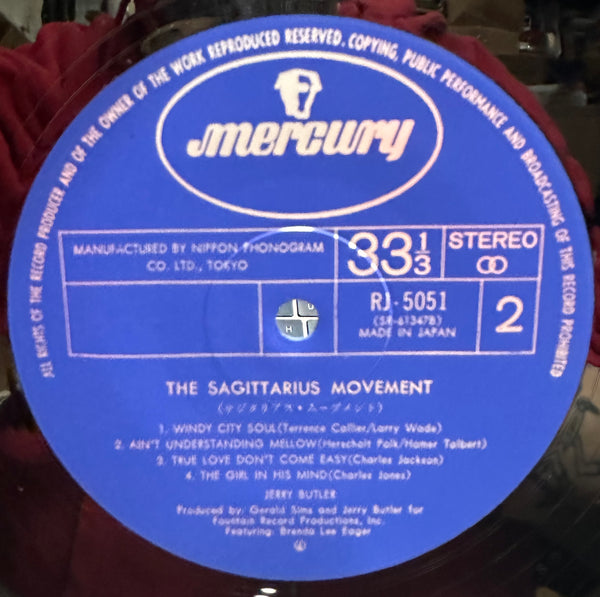 ALL RIGHTS OF THE RECORD PRODUCER AND OF THE OWNER OF THE WORK REPRODUCED RESERVED. COPYING, PUBLIC PERFORMANCE AND BROADCASTING OF THIS RECORD PROHIBITED
mercury
MANUFACTURED BY NIPPON PHONOGRAM
CO. LTD., TOKYO
33 1/3
STEREO
RJ-5051
(SR-61347B)
MADE IN JAPAN
2
THE SAGITTARIUS MOVEMENT
(サジタリアス・ムーブメント)
1. WINDY CITY SOUL(Terrence Callier/Larry Wade)
2. AIN'T UNDERSTANDING MELLOW(Herscholt Polk/Homer Talbert)
3. TRUE LOVE DON'T COME EASY(Charles Jackson)
4. THE GIRL IN HIS MIND(Charles Jones)
JERRY BUTLER
Produced by: Gerald Sims and Jerry Butler for
Fountain Record Productions, Inc.
Featuring: Brenda Lee Eager